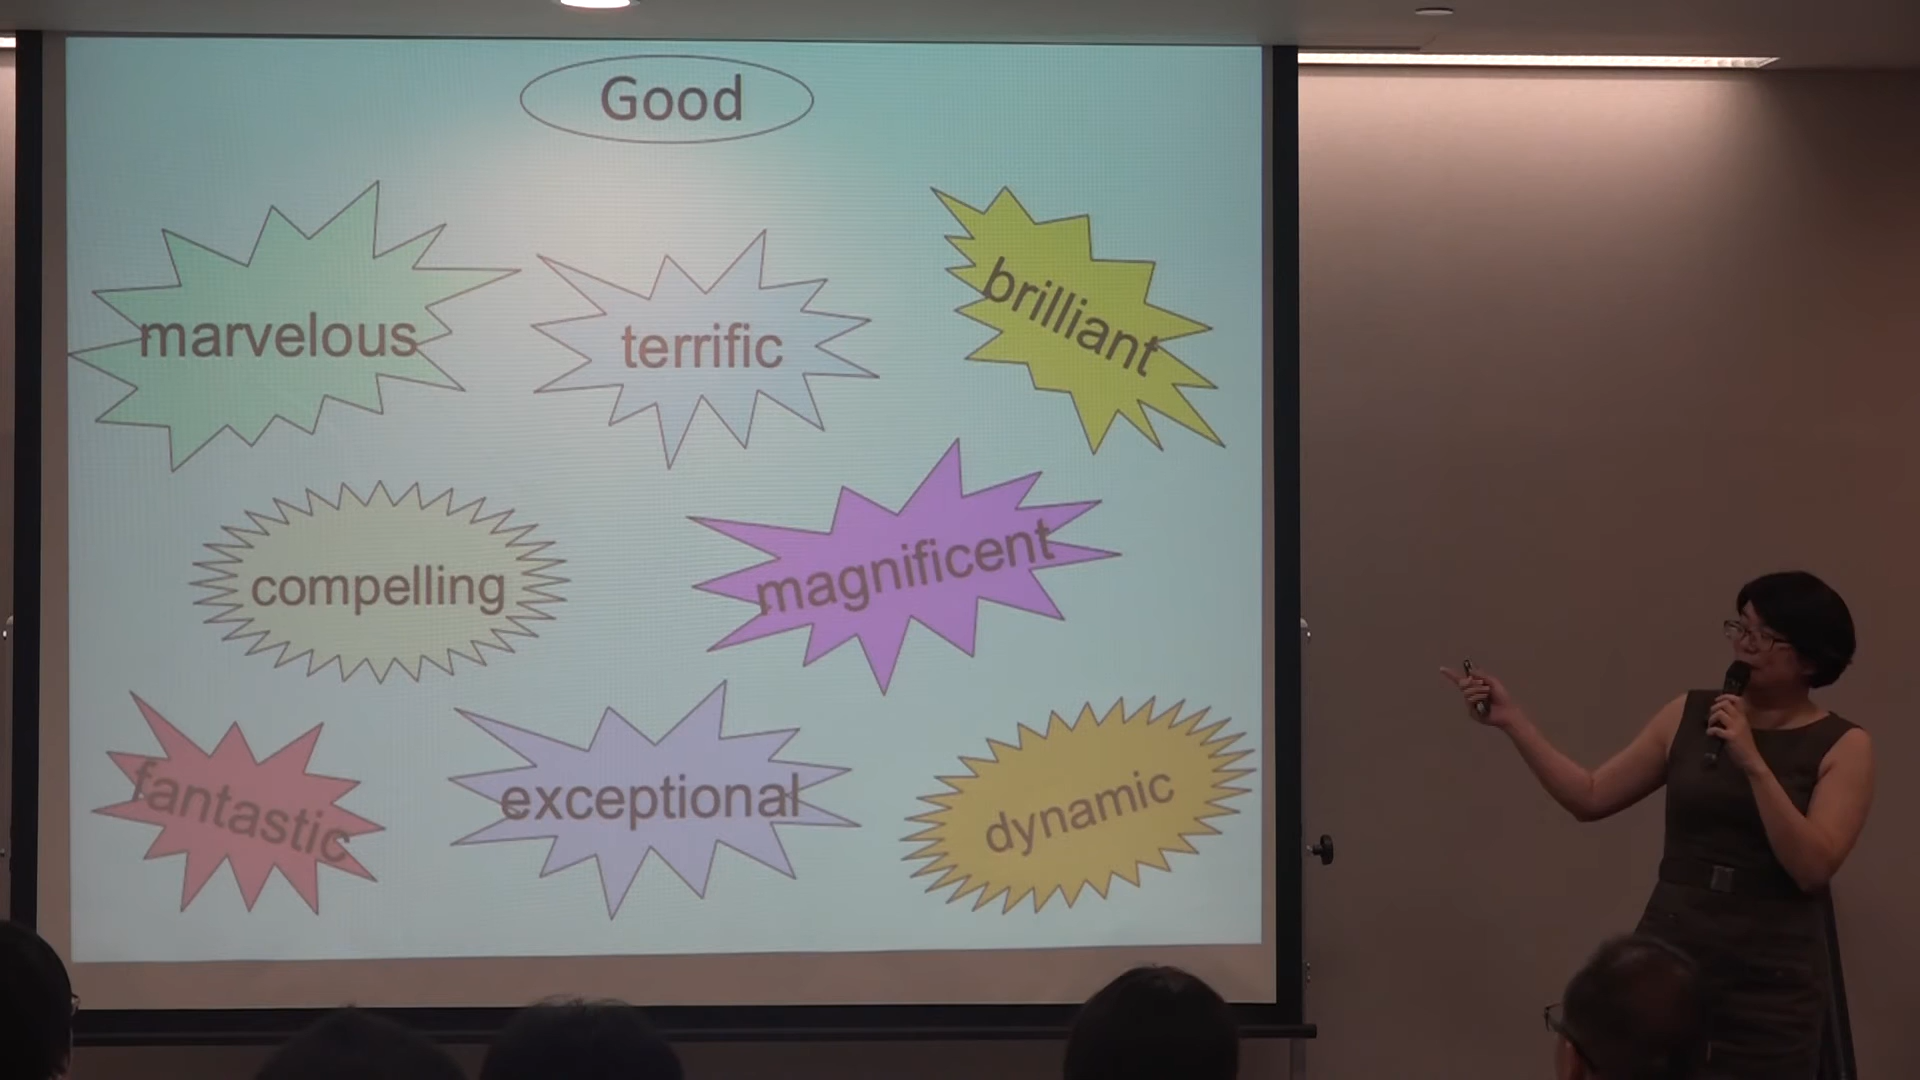 Good
marvelous
terrific
brilliant
compelling
magnificent
fantastic
exceptional
dynamic